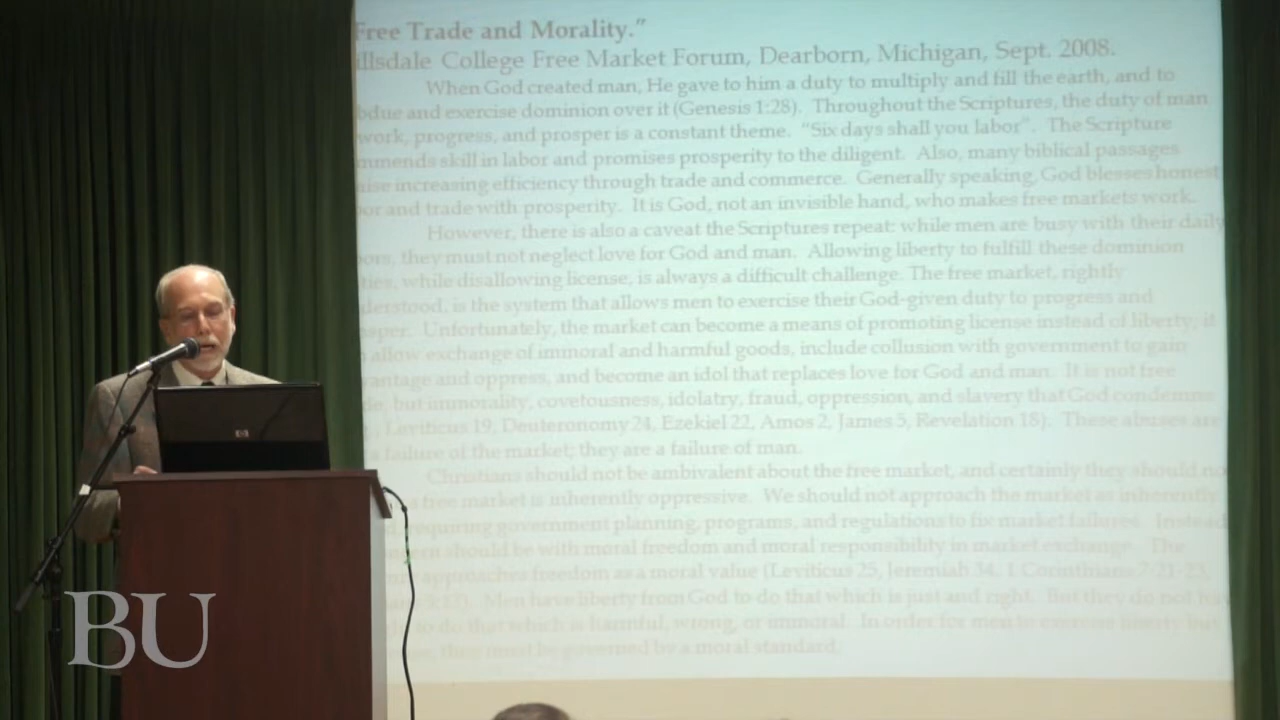 Free Trade and Morality."
llsdale College Free Market Forum, Dearborn, Michigan, Sept. 2008.
When God created man, He gave to him a duty to multiply and fill the earth, and to
bdue and exercise dominion over it (Genesis 1:28). Throughout the Scriptures, the duty of man
work, progress, and prosper is a constant theme. "Six days shall you labor". The Scripture
mmends skill in labor and promises prosperity to the diligent. Also, many biblical passages
ise increasing efficiency through trade and commerce. Generally speaking, God blesses honest
or and trade with prosperity. It is God, not an invisible hand, who makes free markets work.
However, there is also a caveat the Scriptures repeat: while men are busy with their daily
ors, they must not neglect love for God and man. Allowing liberty to fulfill these dominion
ties, while disallowing license, is always a difficult challenge. The free market, rightly
derstood, is the system that allows men to exercise their God-given duty to progress and
sper. Unfortunately, the market can become a means of promoting license instead of liberty; it
allow exchange of immoral and harmful goods, include collusion with government to gain
vantage and oppress, and become an idol that replaces love for God and man. It is not free
de, but immorality, covetousness, idolatry, fraud, oppression, and slavery that God condemns
Leviticus 19, Deuteronomy 24, Ezekiel 22, Amos 2, James 5, Revelation 18). These abuses are
a failure of the market; they are a failure of man.
Christians should not be ambivalent about the free market, and certainly they should no
a free market is inherently oppressive. We should not approach the market as inherently
requiring government planning, programs, and regulations to fix market failures. Instead
should be with moral freedom and moral responsibility in market exchange. The
approaches freedom as a moral value (Leviticus 25, Jeremiah 34, 1 Corinthians 7:21-23,
Men have liberty from God to do that which is just and right. But they do not ha
to do that which is harmful, wrong, or immoral. In order for men to exercise liberty
they must be governed by a moral standard.
hp
BU